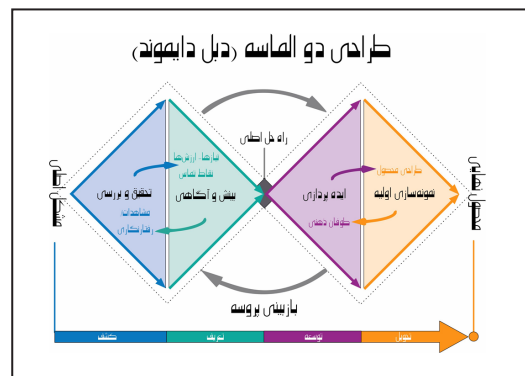 طراحی دو الماسه (دبل دایموند)
راه حل اصلی
مشکل اصلی
تحقیق و بررسی
مشاهدات
رفتارنگاری
نیازها، ارزش‌ها
نقاط تماس
بینش و آگاهی
ایده پردازی
طوفان ذهنی
طراحی محصول
نمونه‌سازی اولیه
محصول نهایی
بازبینی پروسه
کشف
تعریف
توسعه
تحویل